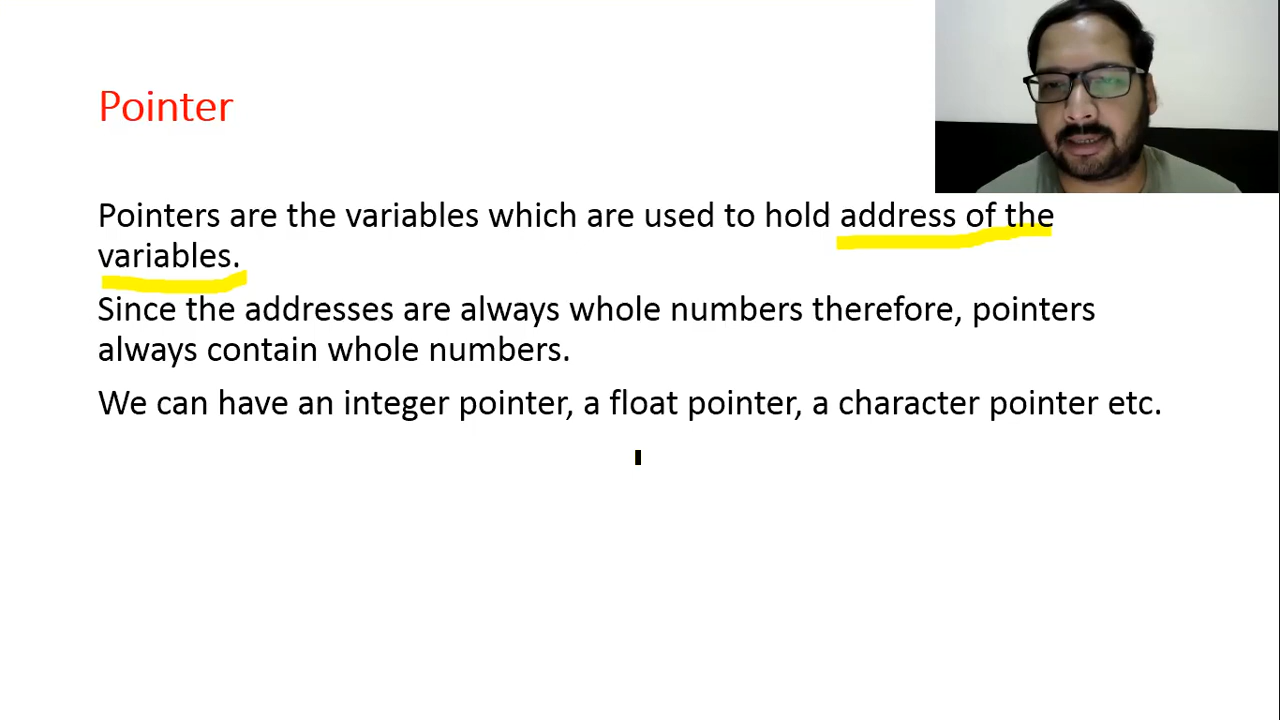 Pointer
Pointers are the variables which are used to hold address of the
variables.
Since the addresses are always whole numbers therefore, pointers
always contain whole numbers.
We can have an integer pointer, a float pointer, a character pointer etc.